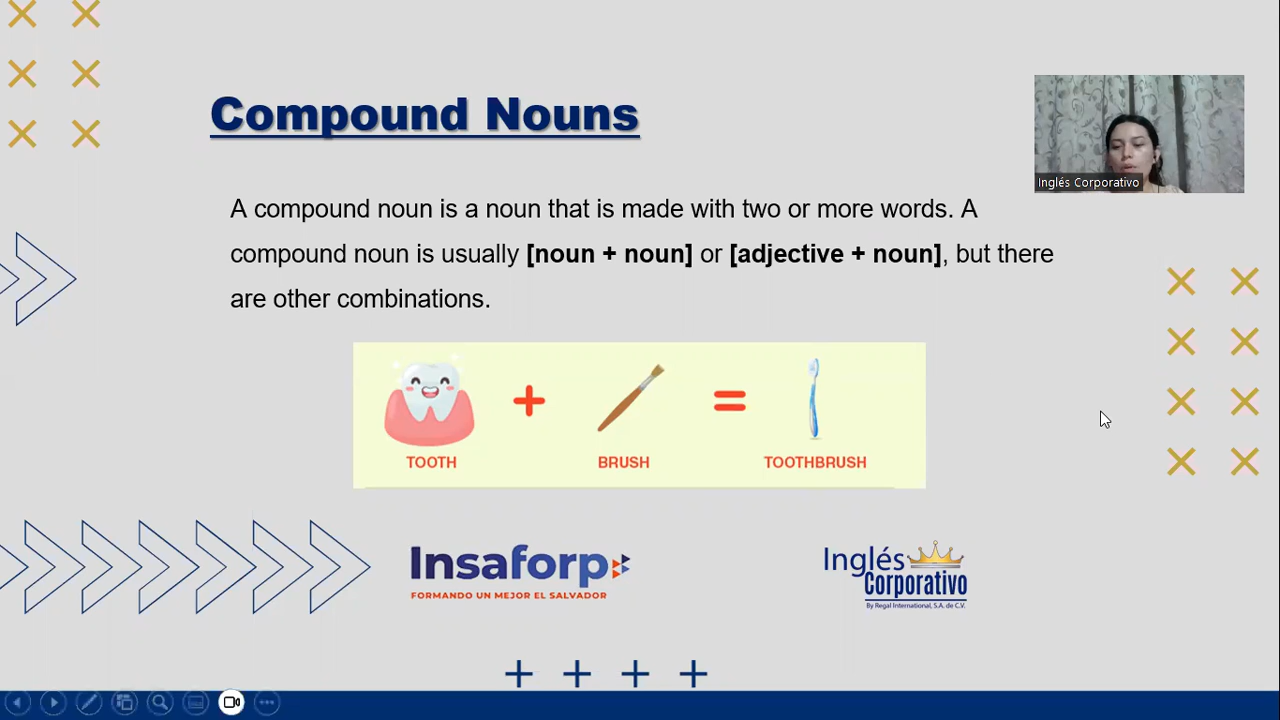 Compound Nouns
Inglés Corporativo
A compound noun is a noun that is made with two or more words. A
compound noun is usually [noun + noun] or [adjective + noun], but there
are other combinations.
+ =
TOOTH BRUSH TOOTHBRUSH
Insaforp
FORMANDO UN MEJOR EL SALVADOR
Inglés
Corporativo
By Regal International, S.A. de C.V.